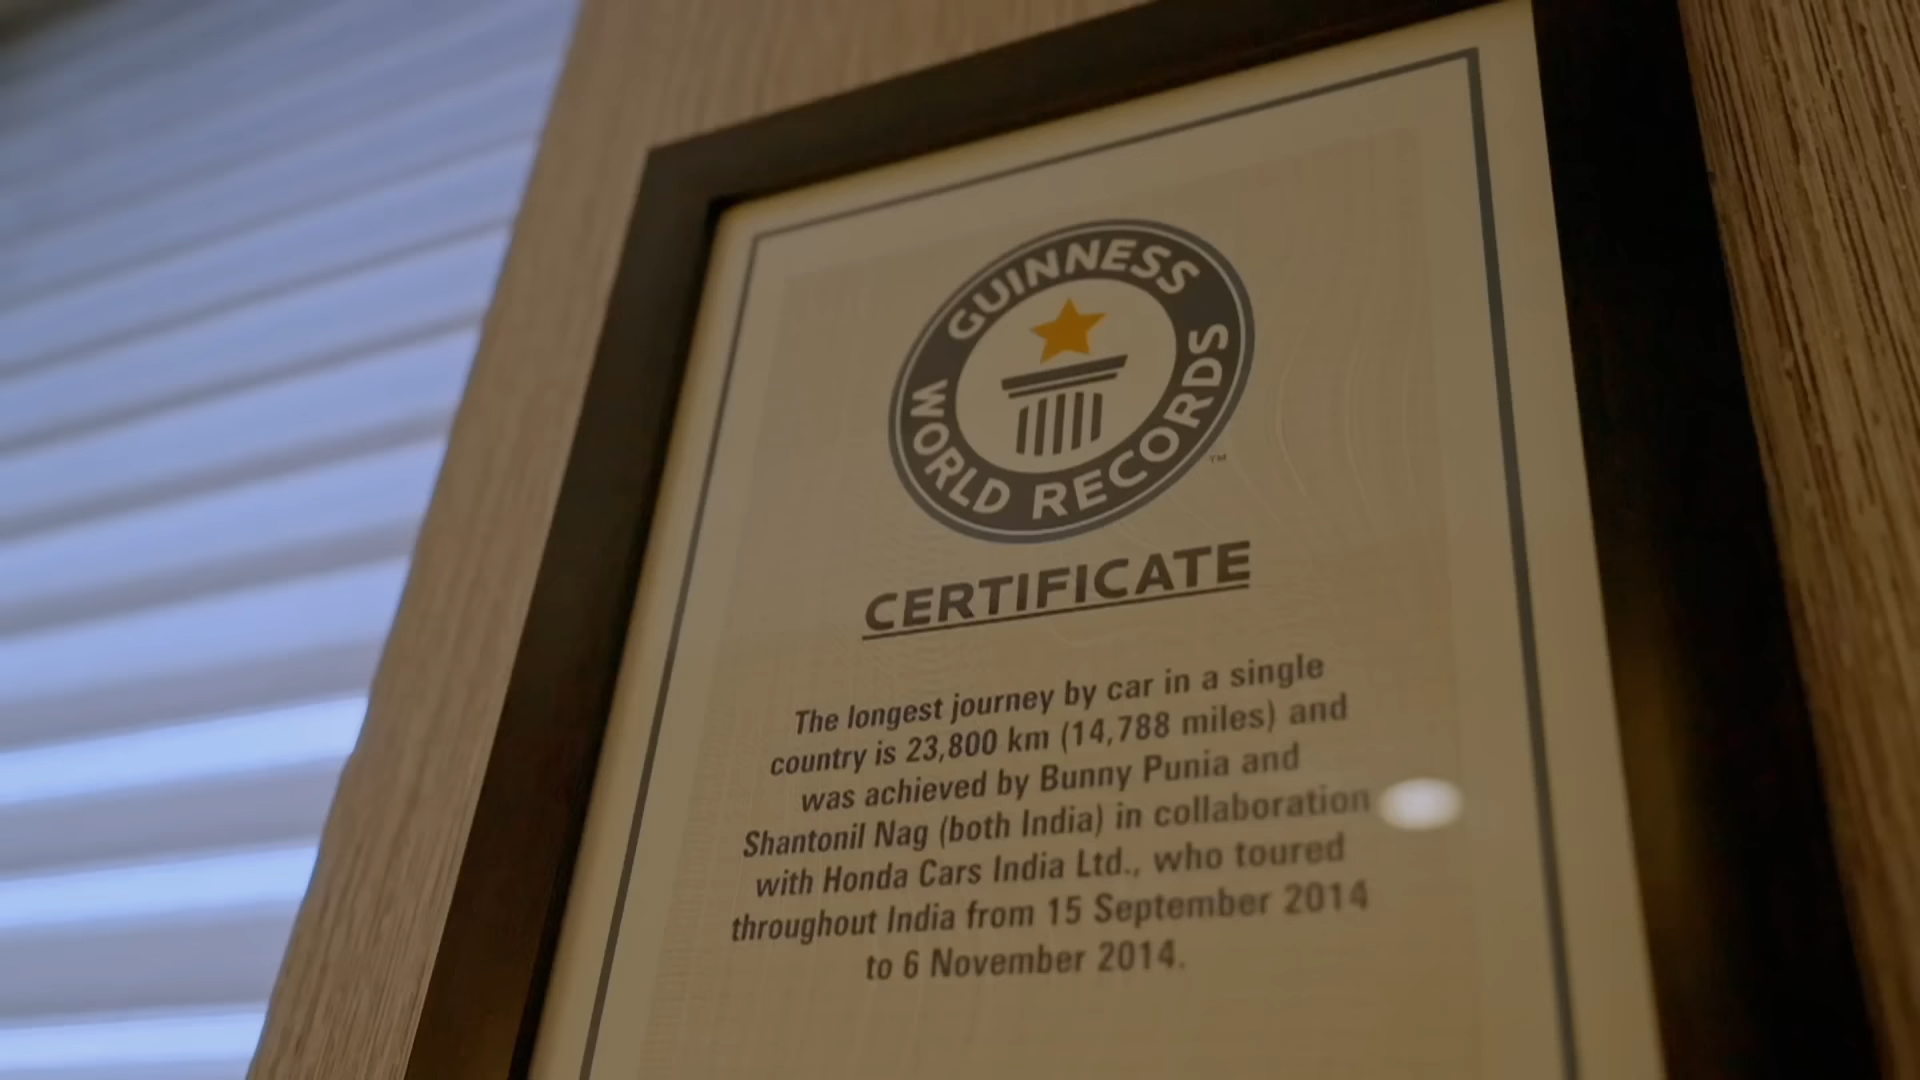 GUINNESS
WORLD RECORDS
™
CERTIFICATE
The longest journey by car in a single
country is 23,800 km (14,788 miles) and
was achieved by Bunny Punia and
Shantonil Nag (both India) in collaboration
with Honda Cars India Ltd., who toured
throughout India from 15 September 2014
to 6 November 2014.